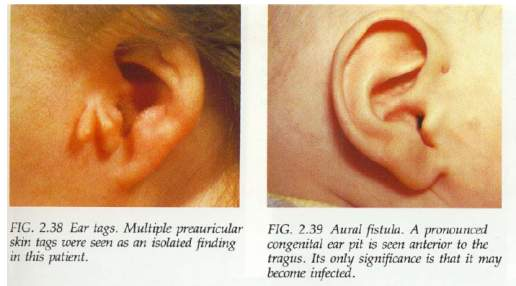 FIG. 2.38 Ear tags. Multiple preauricular
skin tags were seen as an isolated finding
in this patient.
FIG. 2.39 Aural fistula. A pronounced
congenital ear pit is seen anterior to the
tragus. Its only significance is that it may
become infected.